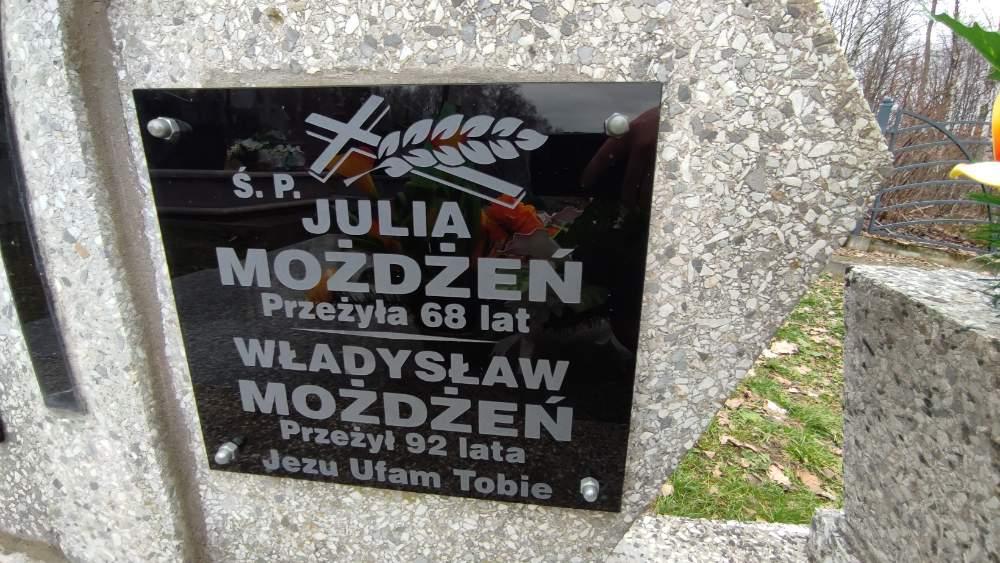 Ś. P.
JULIA
MOŻDŻEŃ
Przeżyła 68 lat
WŁADYSŁAW
MOŻDŻEŃ
Przeżył 92 lata
Jezu Ufam Tobie